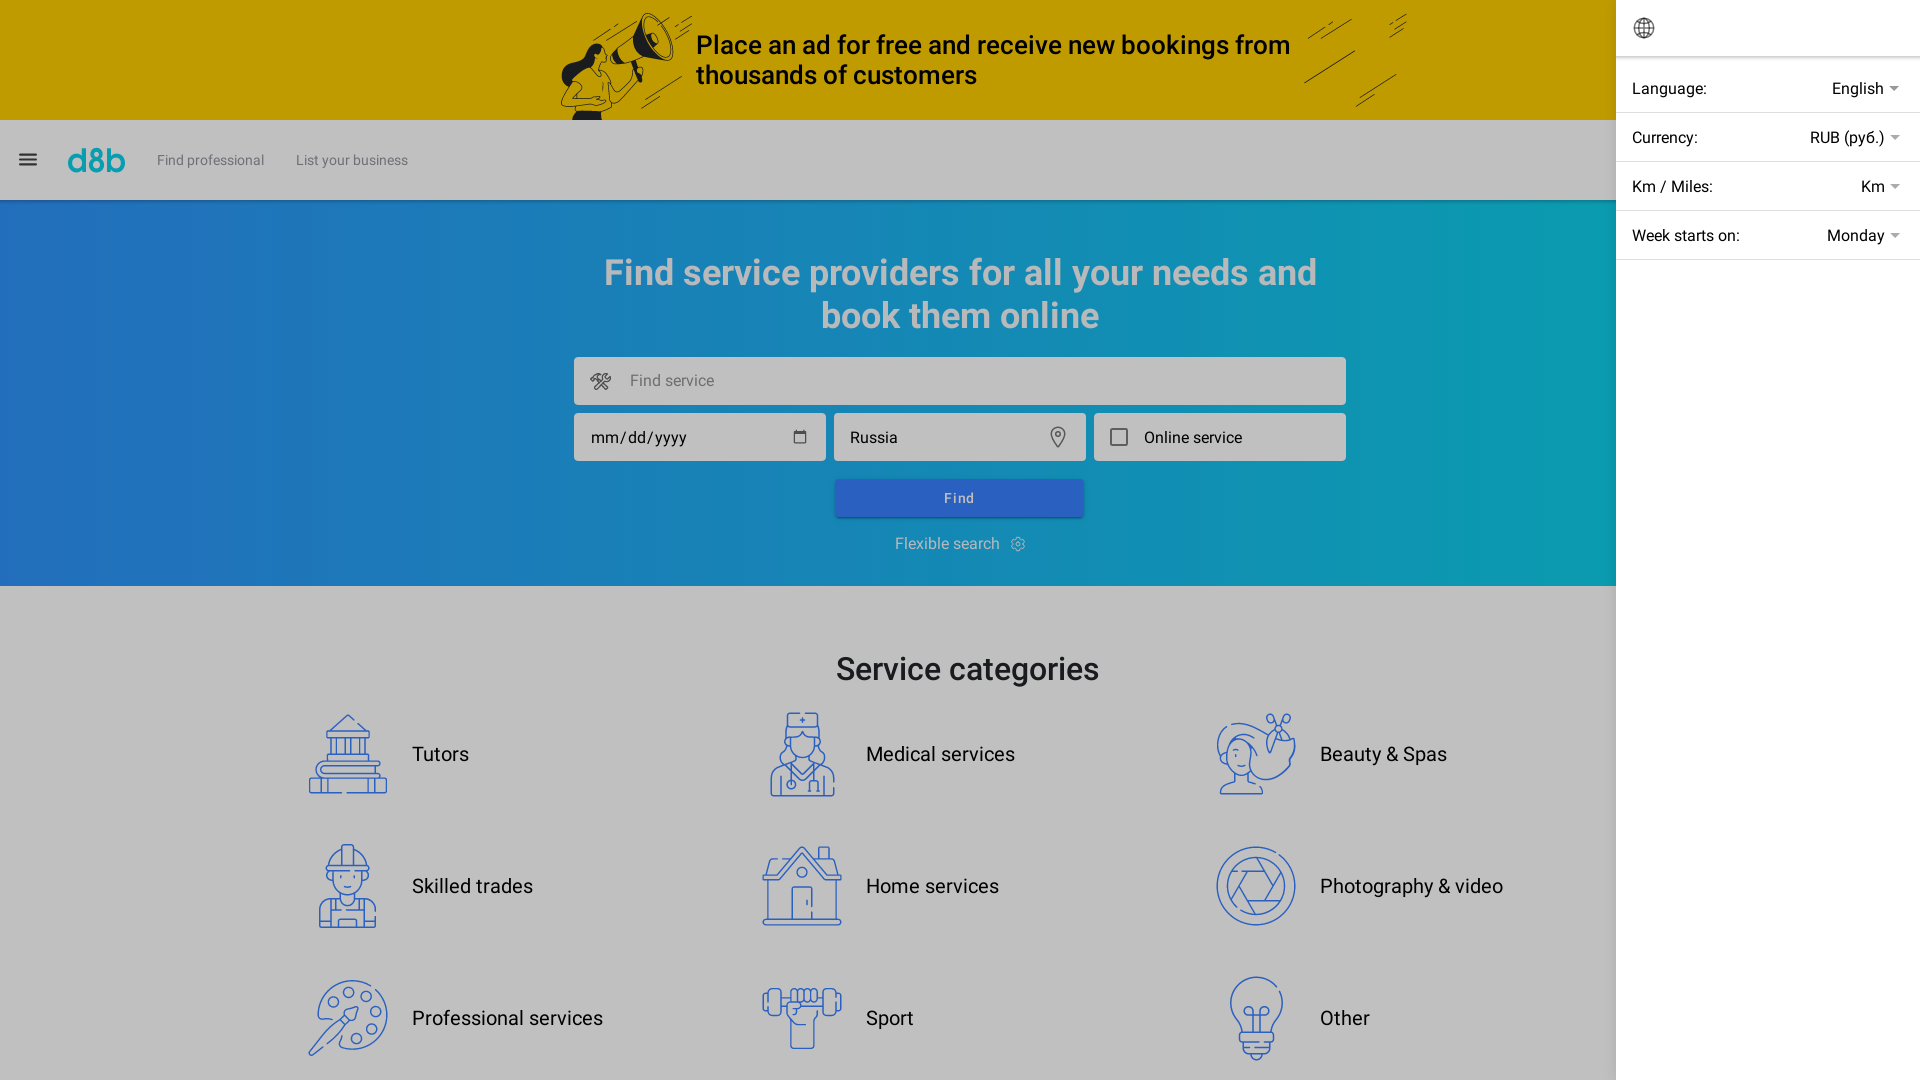 Place an ad for free and receive new bookings from
thousands of customers
d8b
Find professional
List your business
Find service providers for all your needs and
book them online
Find service
mm/dd/yyyy
Russia
Online service
Find
Flexible search
Service categories
Tutors
Medical services
Beauty & Spas
Skilled trades
Home services
Photography & video
Professional services
Sport
Other
Language:
English
Currency:
RUB (руб.)
Km / Miles:
Km
Week starts on:
Monday